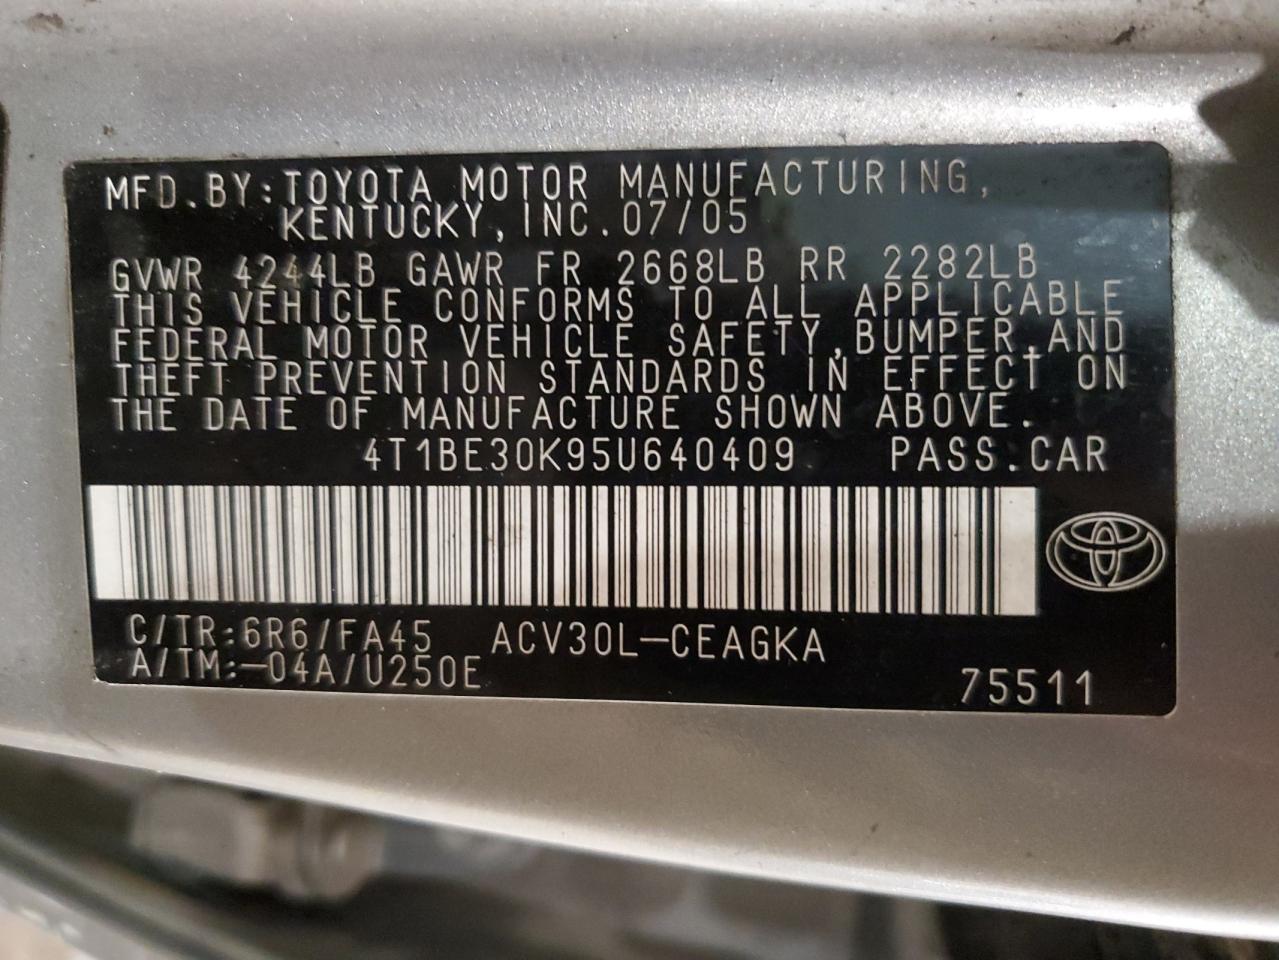 MFD.BY:TOYOTA MOTOR MANUFACTURING,
KENTUCKY,INC.07/05
GVWR 4244LB GAWR FR 2668LB RR 2282LB
THIS VEHICLE CONFORMS TO ALL APPLICABLE
FEDERAL MOTOR VEHICLE SAFETY,BUMPER,AND
THEFT PREVENTION STANDARDS IN EFFECT ON
THE DATE OF MANUFACTURE SHOWN ABOVE.
4T1BE30K95U640409 PASS.CAR
C/TR:6R6/FA45 ACV30L-CEAGKA
A/TM:-04A/U250E
75511